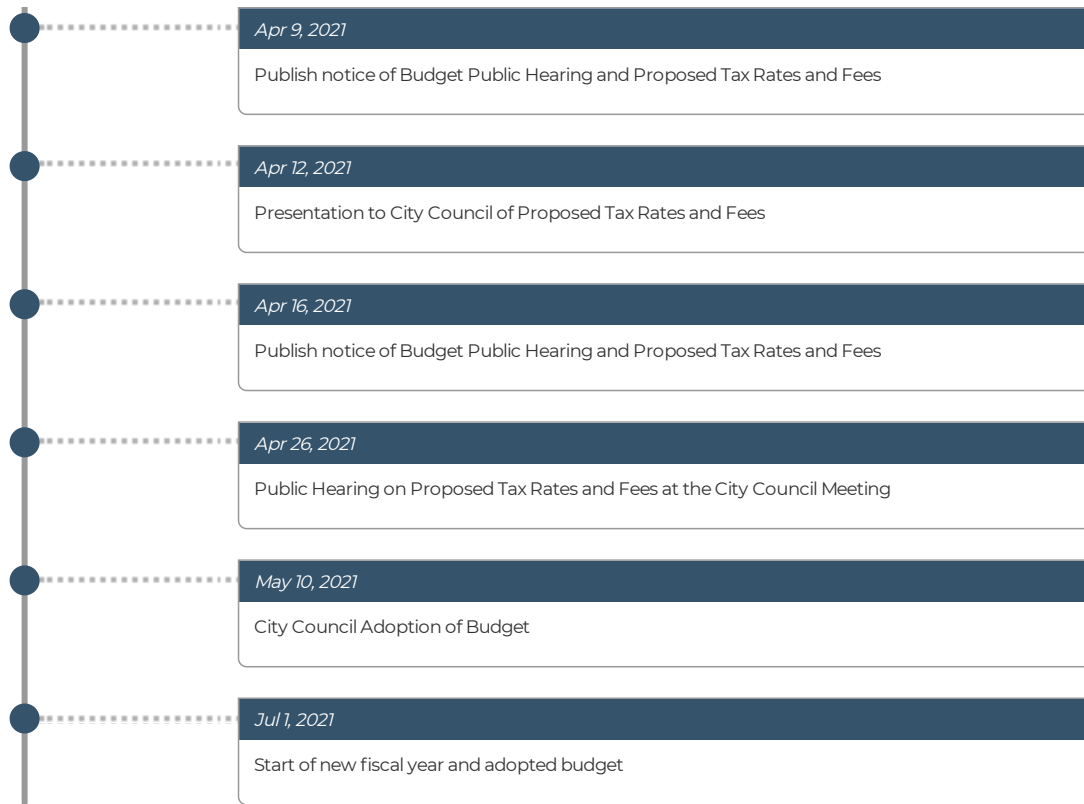 Apr 9, 2021
Publish notice of Budget Public Hearing and Proposed Tax Rates and Fees
Apr 12, 2021
Presentation to City Council of Proposed Tax Rates and Fees
Apr 16, 2021
Publish notice of Budget Public Hearing and Proposed Tax Rates and Fees
Apr 26, 2021
Public Hearing on Proposed Tax Rates and Fees at the City Council Meeting
May 10, 2021
City Council Adoption of Budget
Jul 1, 2021
Start of new fiscal year and adopted budget